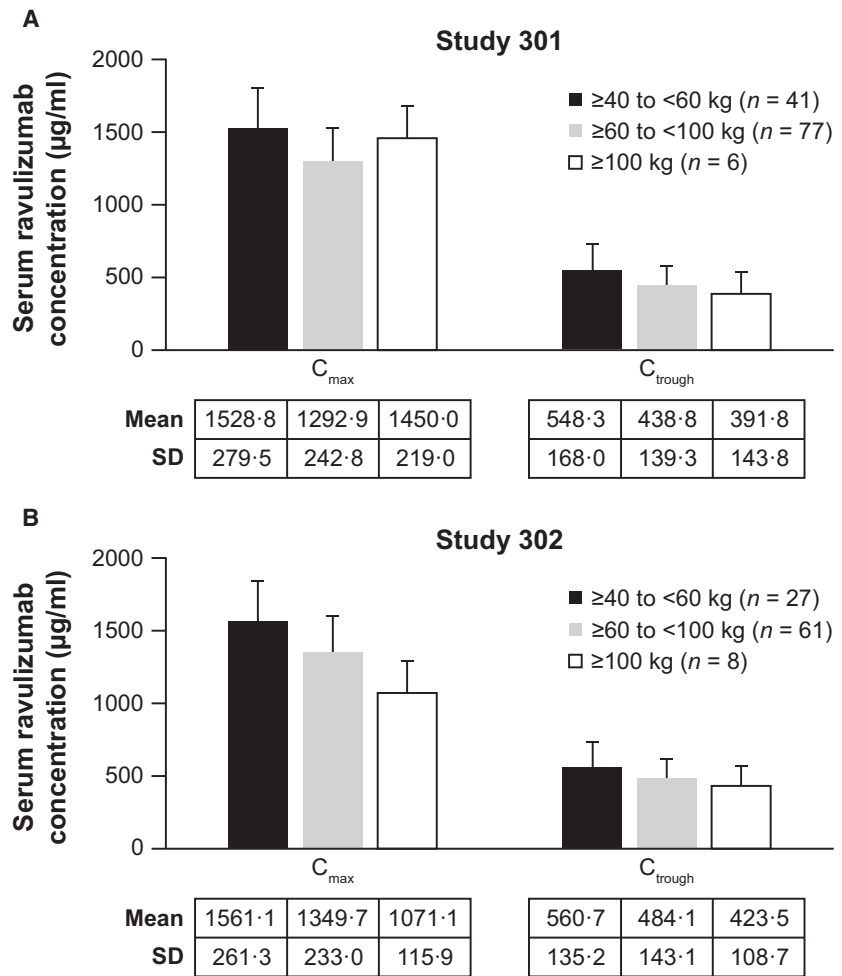 A
Study 301
Serum ravulizumab
concentration (µg/ml)
2000
1500
1000
500
0
≥40 to <60 kg (n = 41)
≥60 to <100 kg (n = 77)
≥100 kg (n = 6)
Cmax Ctrough
Mean 1528·8 1292·9 1450·0 548·3 438·8 391·8
SD 279·5 242·8 219·0 168·0 139·3 143·8
B
Study 302
Serum ravulizumab
concentration (µg/ml)
2000
1500
1000
500
0
≥40 to <60 kg (n = 27)
≥60 to <100 kg (n = 61)
≥100 kg (n = 8)
Cmax Ctrough
Mean 1561·1 1349·7 1071·1 560·7 484·1 423·5
SD 261·3 233·0 115·9 135·2 143·1 108·7